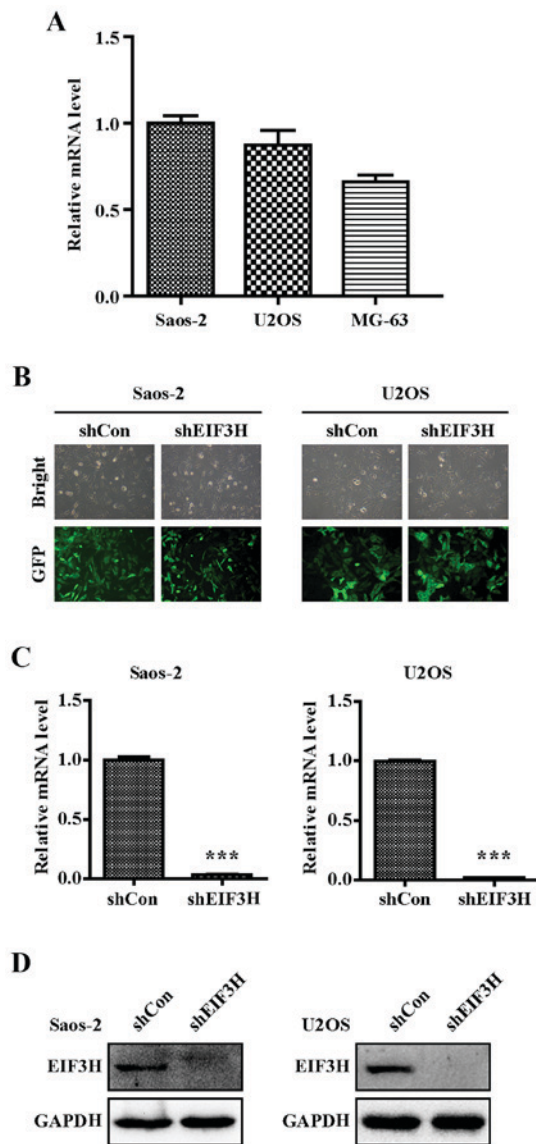 A
Relative mRNA level
1.5
1.0
0.5
0.0
Saos-2 U2OS MG-63
B
Saos-2 U2OS
shCon shEIF3H shCon shEIF3H
Bright
GFP
C
Saos-2 U2OS
Relative mRNA level
1.5
1.0
0.5
0.0
***
shCon shEIF3H
Relative mRNA level
1.5
1.0
0.5
0.0
***
shCon shEIF3H
D
Saos-2 shCon shEIF3H U2OS shCon shEIF3H
EIF3H EIF3H
GAPDH GAPDH